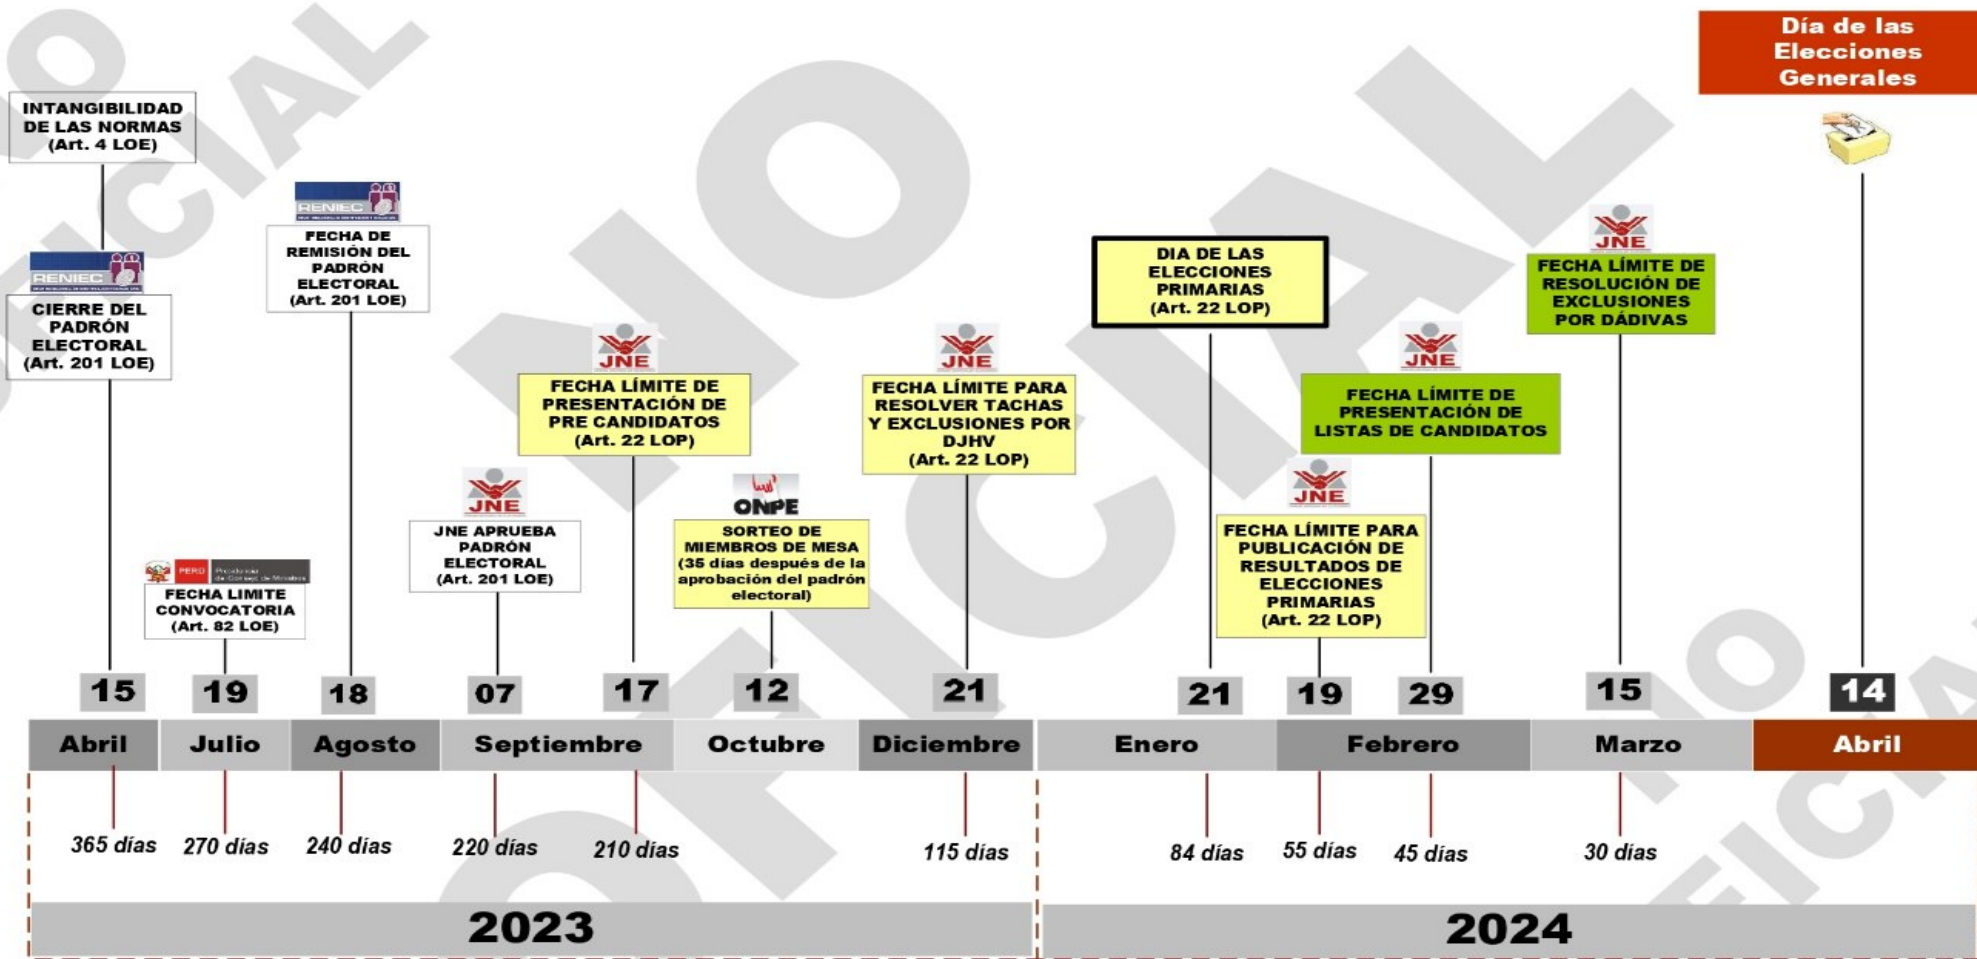 Día de las
Elecciones
Generales
INTANGIBILIDAD
DE LAS NORMAS
(Art. 4 LOE)
RENIEC
CIERRE DEL
PADRÓN
ELECTORAL
(Art. 201 LOE)
PERÚ
Presidencia
de Consejo de Ministros
FECHA LIMITE
CONVOCATORIA
(Art. 82 LOE)
RENIEC
FECHA DE
REMISIÓN DEL
PADRÓN
ELECTORAL
(Art. 201 LOE)
JNE
JNE APRUEBA
PADRÓN
ELECTORAL
(Art. 201 LOE)
JNE
FECHA LÍMITE DE
PRESENTACIÓN DE
PRE CANDIDATOS
(Art. 22 LOP)
ONPE
SORTEO DE
MIEMBROS DE MESA
(35 días después de la
aprobación del padrón
electoral)
JNE
FECHA LÍMITE PARA
RESOLVER TACHAS
Y EXCLUSIONES POR
DJHV
(Art. 22 LOP)
DIA DE LAS
ELECCIONES
PRIMARIAS
(Art. 22 LOP)
JNE
FECHA LÍMITE PARA
PUBLICACIÓN DE
RESULTADOS DE
ELECCIONES
PRIMARIAS
(Art. 22 LOP)
JNE
FECHA LÍMITE DE
PRESENTACIÓN DE
LISTAS DE CANDIDATOS
JNE
FECHA LÍMITE DE
RESOLUCIÓN DE
EXCLUSIONES
POR DÁDIVAS
15 19 18 07 17 12 21 21 19 29 15 14
Abril Julio Agosto Septiembre Octubre Diciembre Enero Febrero Marzo Abril
365 días 270 días 240 días 220 días 210 días 115 días 84 días 55 días 45 días 30 días
2023 2024
NO
OFICIAL